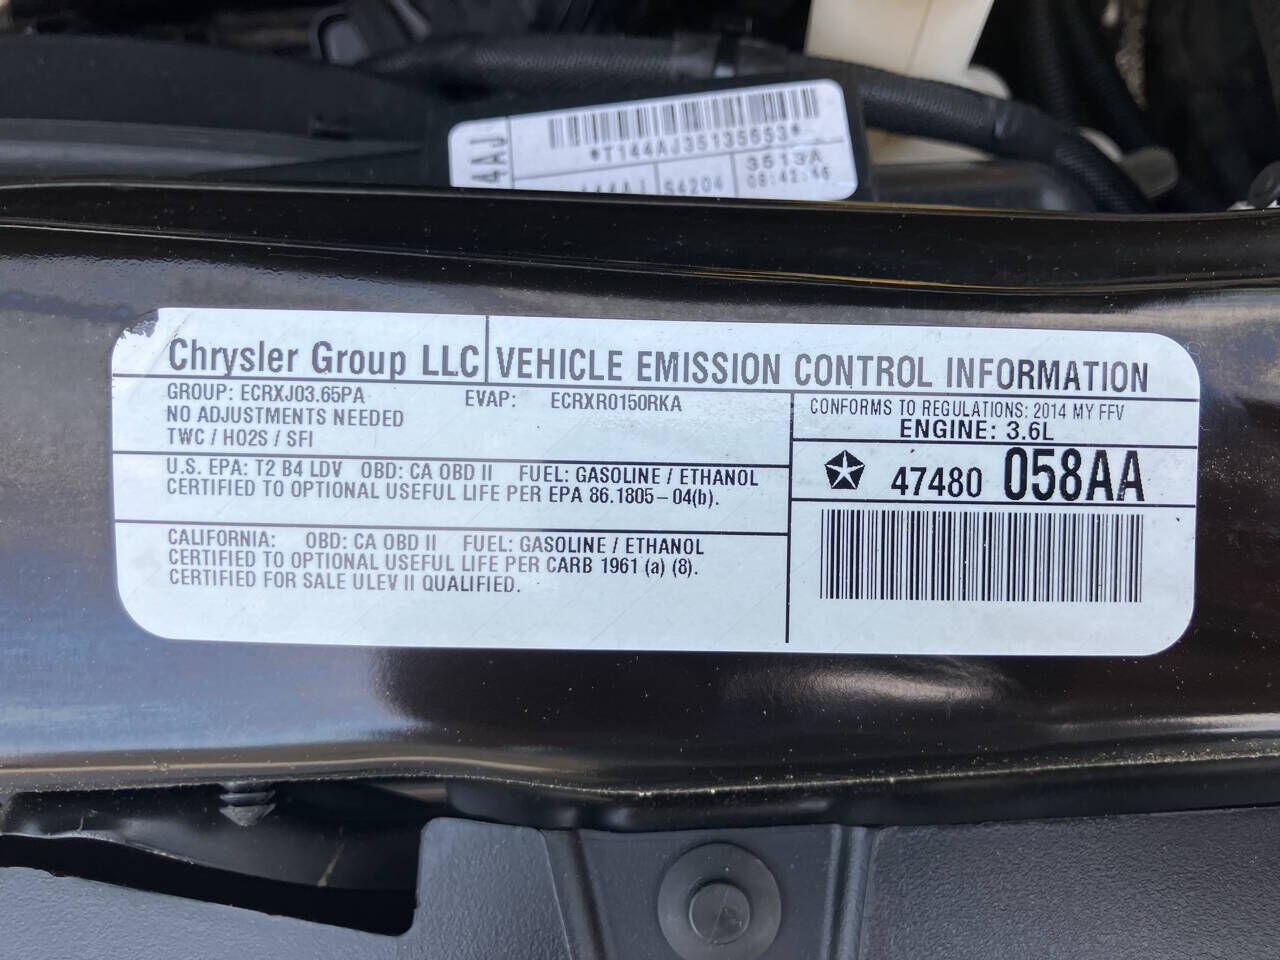 4AJ
*T144AJ351356653*
S4204
3513A
08:42:46
Chrysler Group LLC
VEHICLE EMISSION CONTROL INFORMATION
GROUP: ECRXJ03.65PA EVAP: ECRXR0150RKA
NO ADJUSTMENTS NEEDED
TWC / HO2S / SFI
CONFORMS TO REGULATIONS: 2014 MY FFV
ENGINE: 3.6L
U.S. EPA: T2 B4 LDV OBD: CA OBD II FUEL: GASOLINE / ETHANOL
CERTIFIED TO OPTIONAL USEFUL LIFE PER EPA 86.1805-04(b).
47480 058AA
CALIFORNIA: OBD: CA OBD II FUEL: GASOLINE / ETHANOL
CERTIFIED TO OPTIONAL USEFUL LIFE PER CARB 1961 (a) (8).
CERTIFIED FOR SALE ULEV II QUALIFIED.